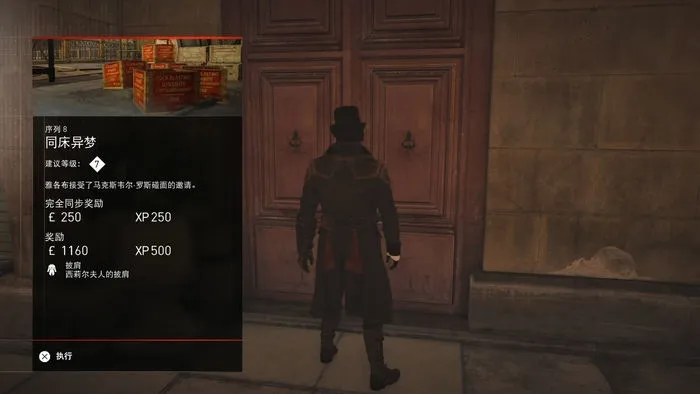 序列 8
同床异梦
建议等级: 7
雅各布接受了马克斯韦尔·罗斯碰面的邀请。
完全同步奖励
£ 250 XP 250
奖励
£ 1160 XP 500
披肩
西莉尔夫人的披肩
执行